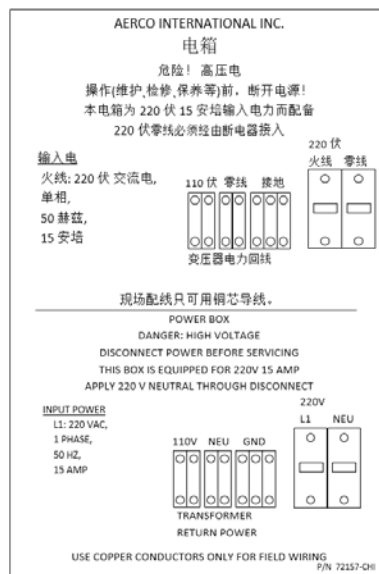 AERCO INTERNATIONAL INC.
电箱
危险！高压电
操作(维护,检修,保养等)前，断开电源！
本电箱为 220 伏 15 安培输入电力而配备
220 伏零线必须经由断电器接入
220 伏
火线 零线
输入电
火线: 220 伏 交流电,
单相,
50 赫兹,
15 安培
110 伏 零线 接地
变压器电力回线
现场配线只可用铜芯导线。
POWER BOX
DANGER: HIGH VOLTAGE
DISCONNECT POWER BEFORE SERVICING
THIS BOX IS EQUIPPED FOR 220V 15 AMP
APPLY 220 V NEUTRAL THROUGH DISCONNECT
220V
L1 NEU
INPUT POWER
L1: 220 VAC,
1 PHASE,
50 HZ,
15 AMP
110V NEU GND
TRANSFORMER
RETURN POWER
USE COPPER CONDUCTORS ONLY FOR FIELD WIRING
P/N 72157-CHI